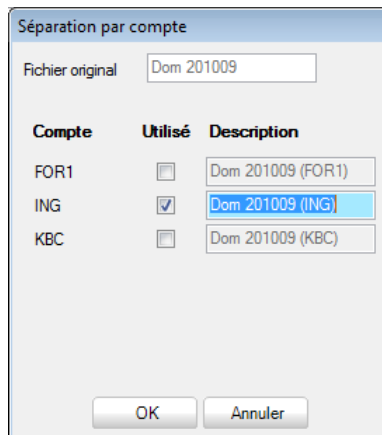 Séparation par compte
Fichier original Dom 201009
Compte Utilisé Description
FOR1 Dom 201009 (FOR1)
ING Dom 201009 (ING)
KBC Dom 201009 (KBC)
OK Annuler